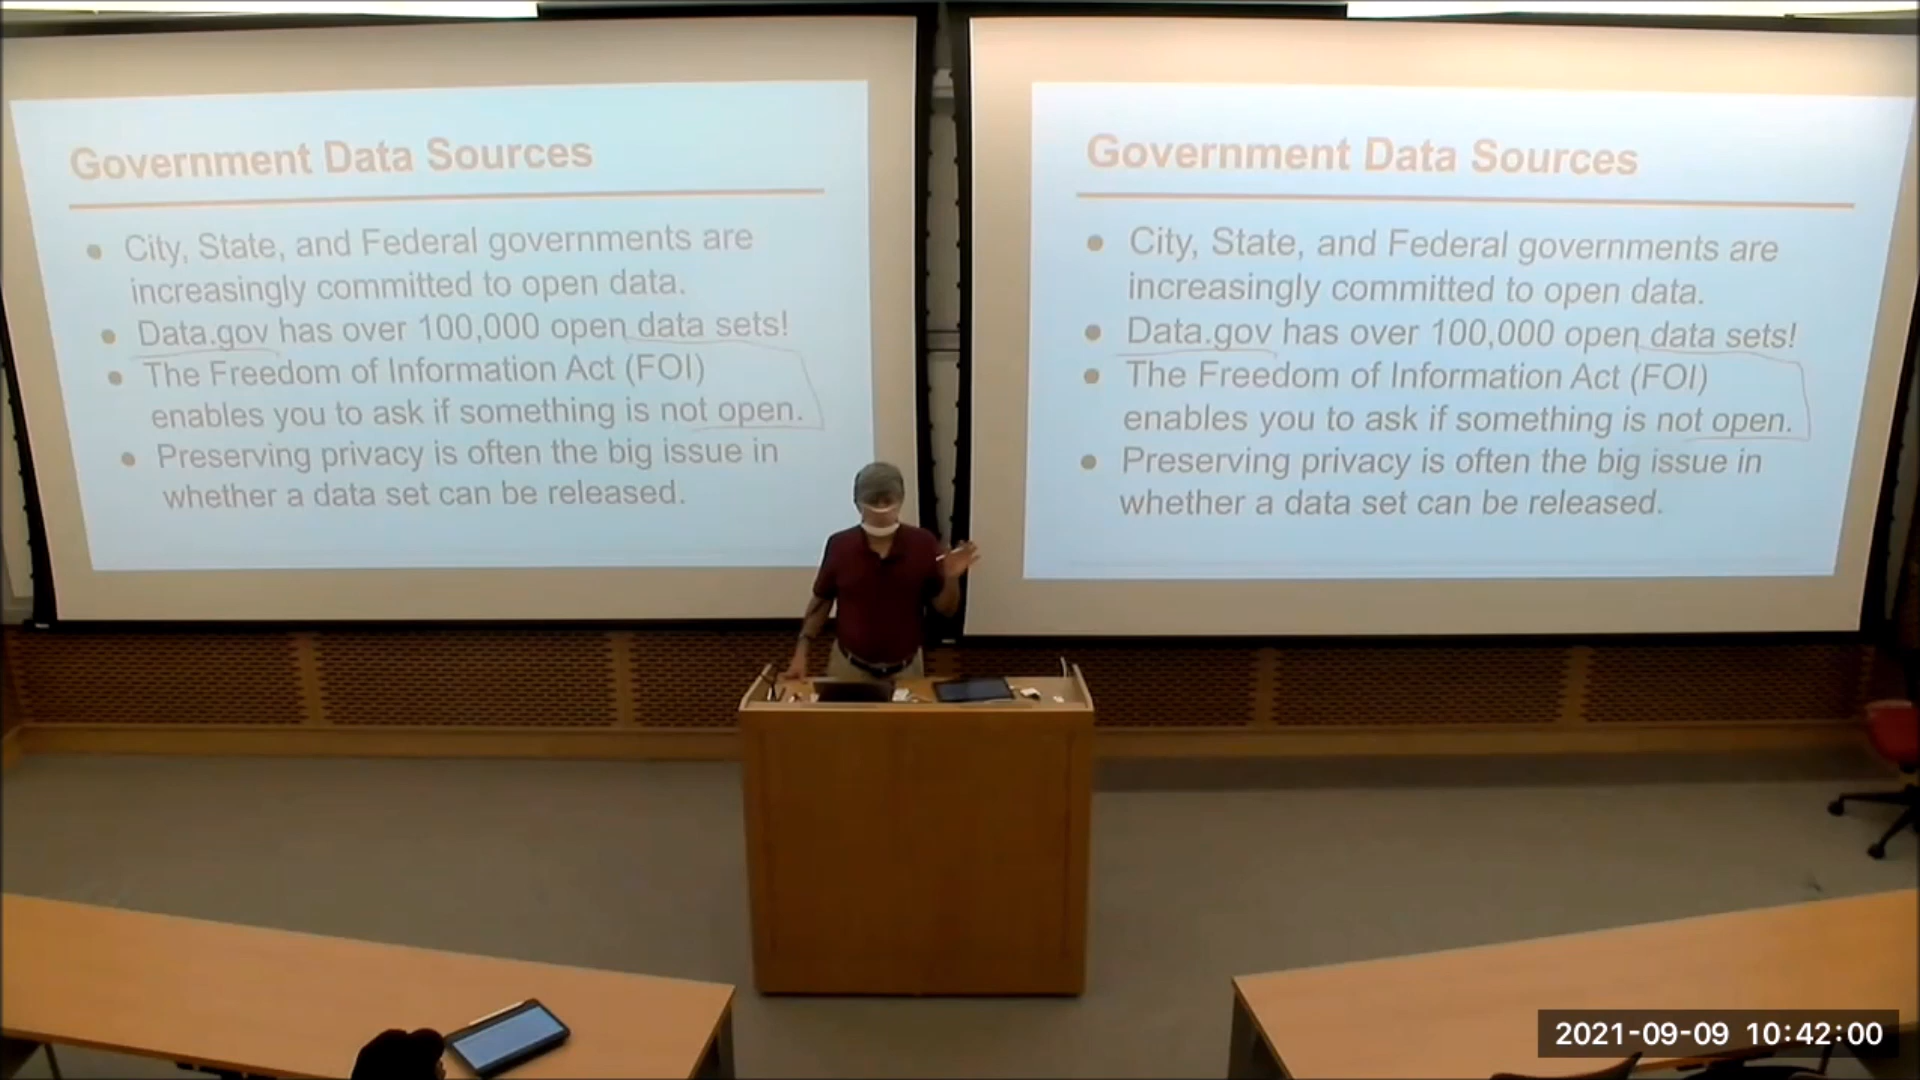 Government Data Sources
City, State, and Federal governments are
increasingly committed to open data.
Data.gov has over 100,000 open data sets!
The Freedom of Information Act (FOI)
enables you to ask if something is not open.
Preserving privacy is often the big issue in
whether a data set can be released.
Government Data Sources
City, State, and Federal governments are
increasingly committed to open data.
Data.gov has over 100,000 open data sets!
The Freedom of Information Act (FOI)
enables you to ask if something is not open.
Preserving privacy is often the big issue in
whether a data set can be released.
2021-09-09 10:42:00